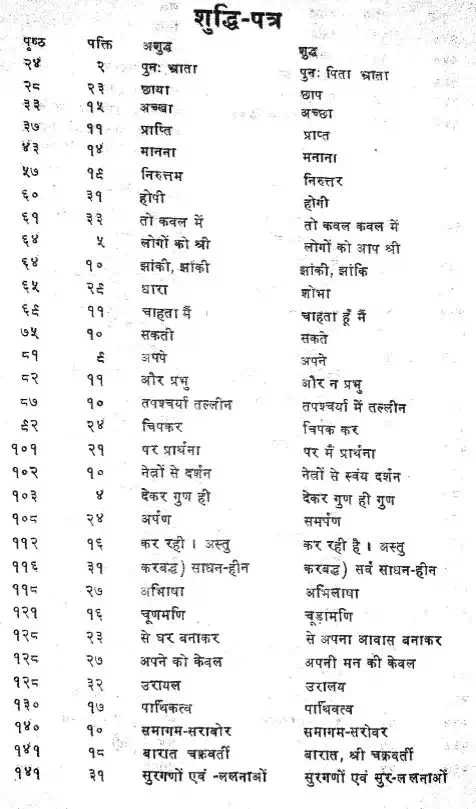 शुद्धि-पत्र
पृष्ठ पंक्ति अशुद्ध शुद्ध
२४ २ पुनः भ्राता पुनः पिता भ्राता
२८ २३ छाया छाप
३३ १५ अच्खा अच्छा
३७ ११ प्राप्ति प्राप्त
४३ १४ मानना मनाना
५७ १९ निरुत्तम निरुत्तर
६० ३१ होपी होगी
६१ ३३ तो कवल में तो कवल कवल में
६४ ५ लोगों को श्री लोगों को आप श्री
६४ १० झांकी, झांकी झांकी, झांकि
६५ २९ धारा शोभा
६९ ११ चाहता मैं चाहता हूँ मैं
७५ १० सकती सकते
८१ ९ अपपे अपने
८२ ११ और प्रभु और न प्रभु
८७ १० तपश्चर्या तल्लीन तपश्चर्या में तल्लीन
९२ २४ चिपकर चिपक कर
१०१ २१ पर प्रार्थना पर मैं प्रार्थना
१०२ १० नेत्रों से दर्शन नेत्रों से स्वंय दर्शन
१०३ ४ देकर गुण ही देकर गुण ही गुण
१०८ २४ अर्पण समर्पण
११२ १६ कर रही । अस्तु कर रही है । अस्तु
११६ ३१ करबद्ध) साधन-हीन करबद्ध) सर्व साधन-हीन
११८ २७ अभिाषा अभिलाषा
१२१ १६ चूणमणि चूड़ामणि
१२८ २३ से घर बनाकर से अपना आवास बनाकर
१२८ २७ अपने को केवल अपनी मन की केवल
१२८ ३२ उरायल उरालय
१३० १७ पाथिकत्व पाथिवत्व
१४० १० समागम-सराबोर समागम-सरोवर
१४१ १८ बारात चक्रवर्ती बारात, श्री चक्रवर्ती
१४१ ३१ सुरगणों एवं -ललनाओं सुरगणों एवं सुर-ललनाओं